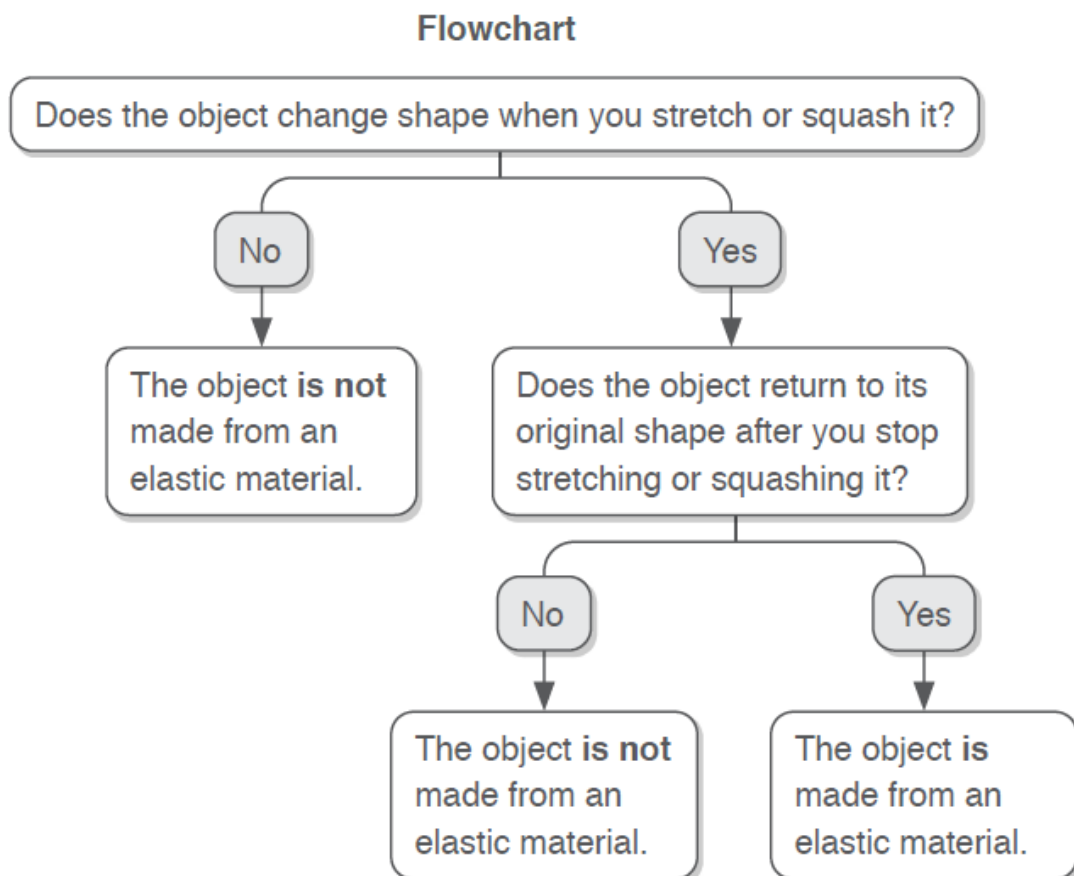 Flowchart
Does the object change shape when you stretch or squash it?
No
Yes
The object is not
made from an
elastic material.
Does the object return to its
original shape after you stop
stretching or squashing it?
No
Yes
The object is not
made from an
elastic material.
The object is
made from an
elastic material.